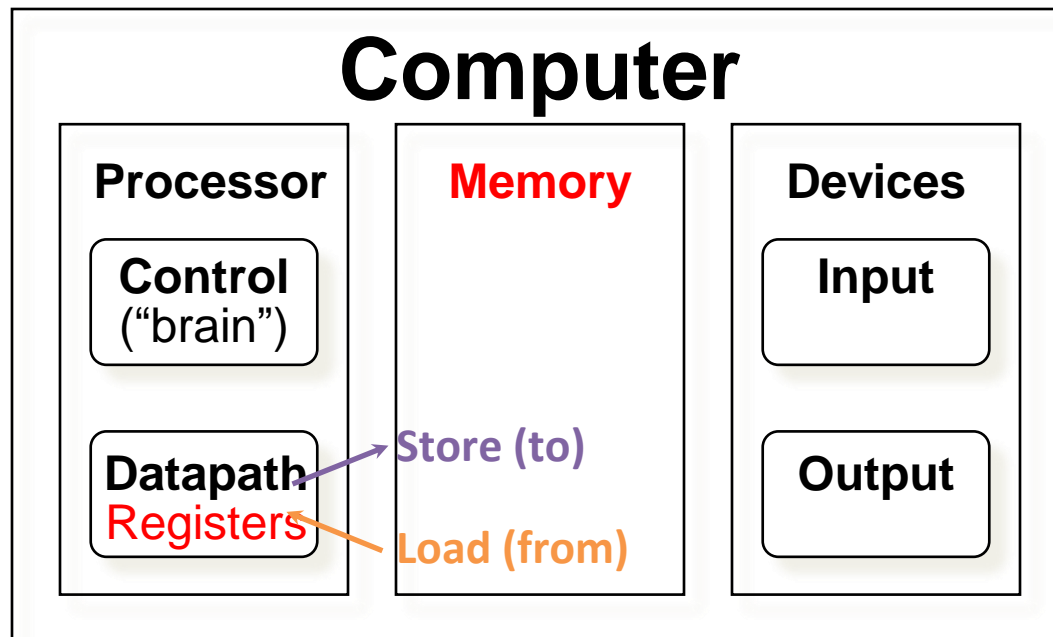 Computer
Processor
Control
(“brain”)
Datapath
Registers
Memory
Store (to)
Load (from)
Devices
Input
Output